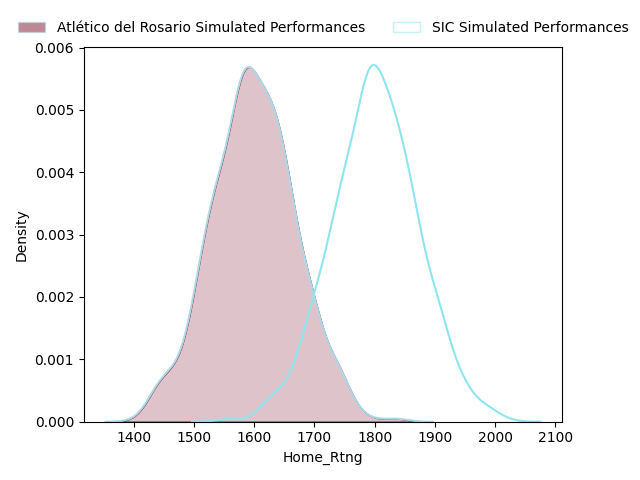 Atlético del Rosario Simulated Performances
SIC Simulated Performances
0.006
0.005
0.004
0.003
0.002
0.001
0.000
Density
1400 1500 1600 1700 1800 1900 2000 2100
Home_Rtng